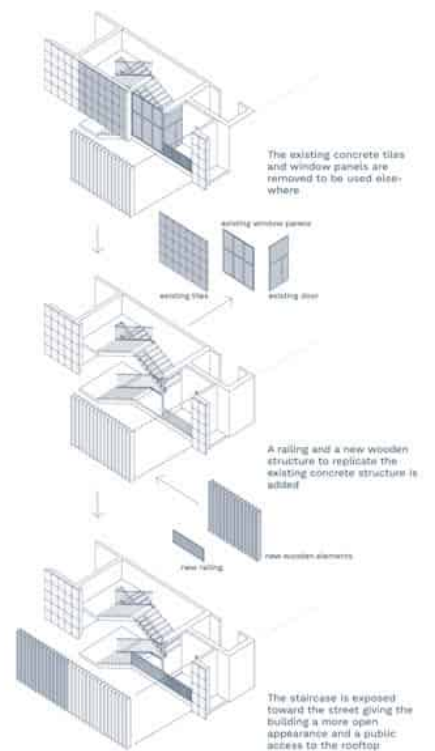 The existing concrete tiles
and window panels are
removed to be used else-
where
existing window panels
existing tiles
existing door
A railing and a new wooden
structure to replicate the
existing concrete structure is
added
new wooden elements
new railing
The staircase is exposed
toward the street giving the
building a more open
appearance and a public
access to the rooftop